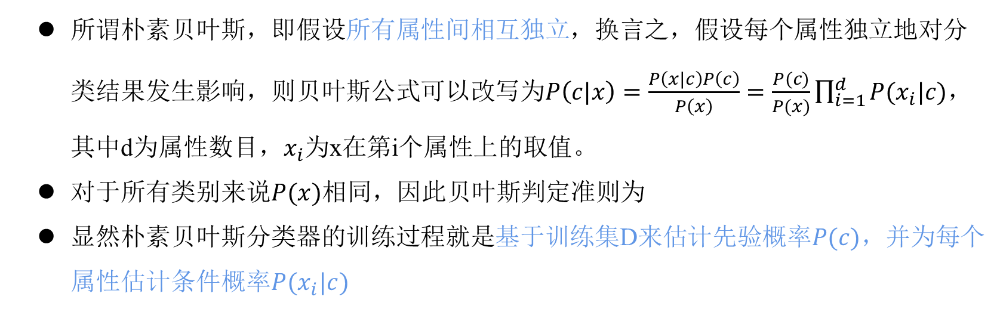 ● 所谓朴素贝叶斯，即假设所有属性间相互独立，换言之，假设每个属性独立地对分
类结果发生影响，则贝叶斯公式可以改写为$P(c|x) = \frac{P(x|c)P(c)}{P(x)} = \frac{P(c)}{P(x)}\prod_{i=1}^{d} P(x_i|c)$，
其中d为属性数目，$x_i$为x在第i个属性上的取值。
● 对于所有类别来说$P(x)$相同，因此贝叶斯判定准则为
● 显然朴素贝叶斯分类器的训练过程就是基于训练集D来估计先验概率$P(c)$，并为每个
属性估计条件概率$P(x_i|c)$